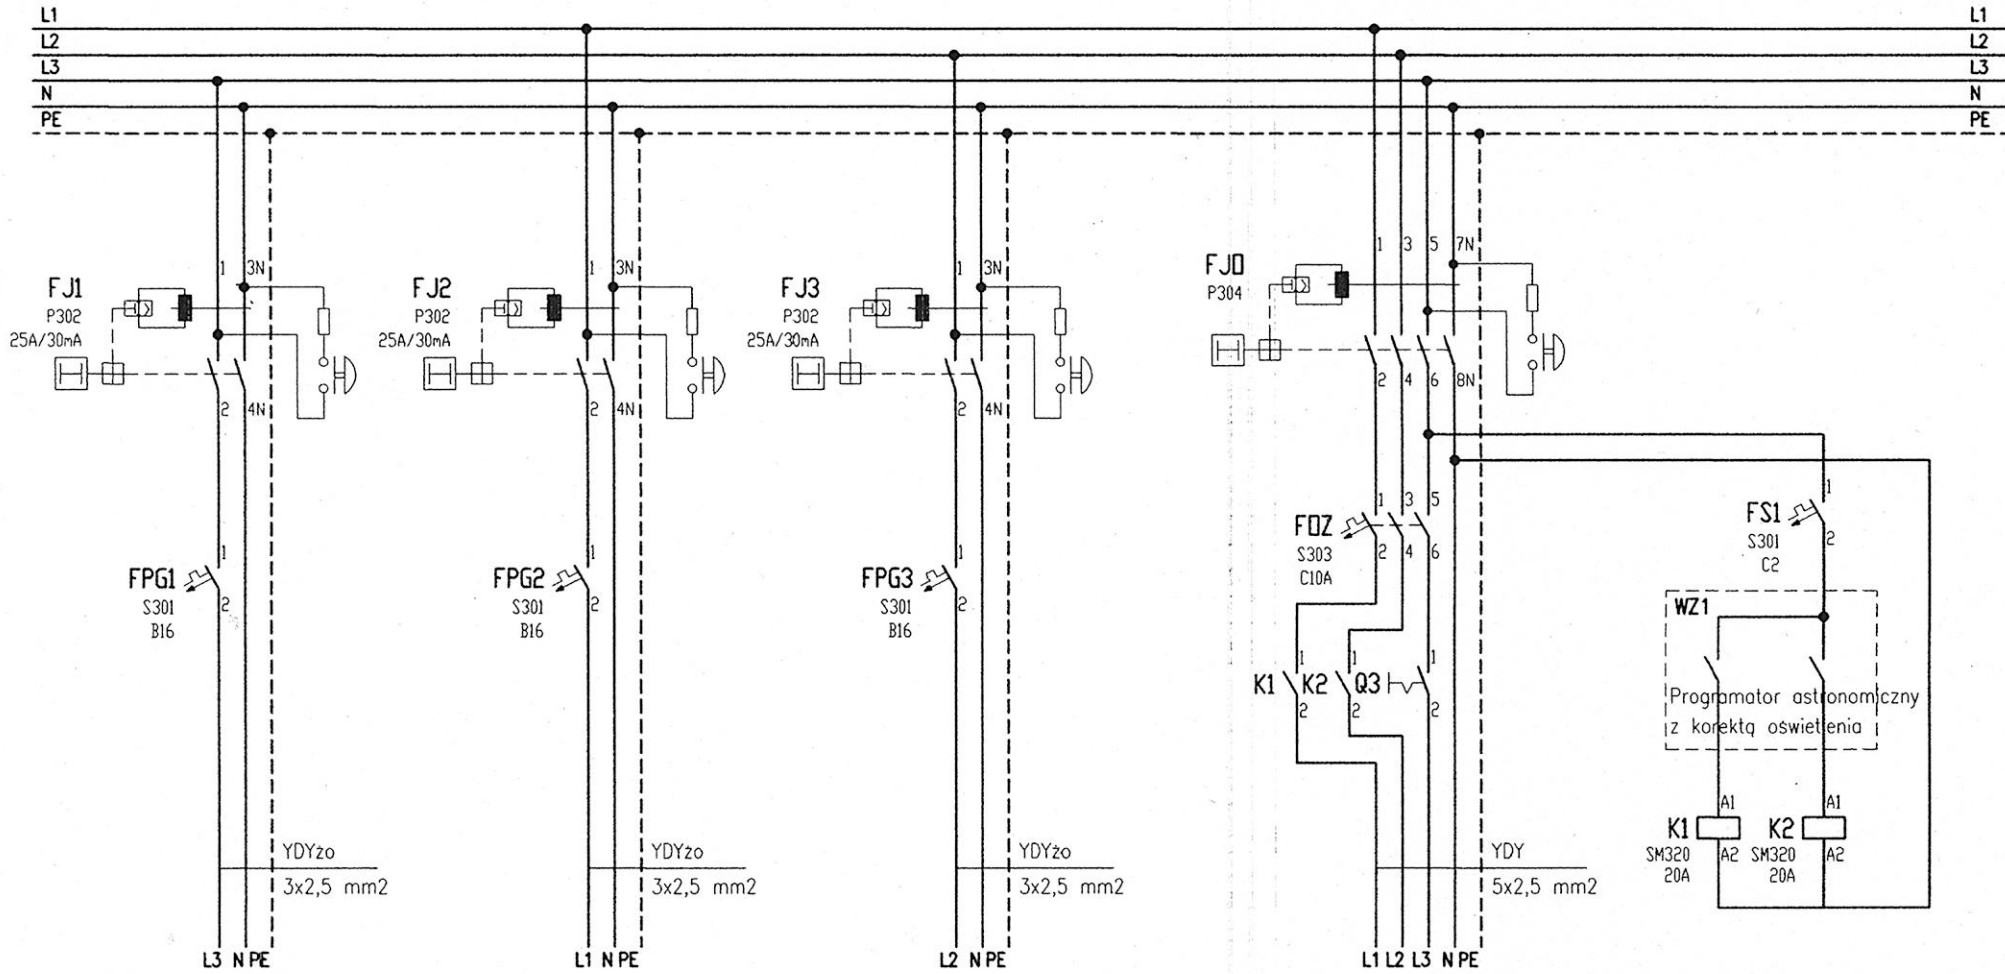 L1 L1
L2 L2
L3 L3
N N
PE PE
1 3N
FJ1
P302
25A/30mA
2 4N
1
FPG1
S301
B16
2
YDYżo
3x2,5 mm2
L3 N PE
1 3N
FJ2
P302
25A/30mA
2 4N
1
FPG2
S301
B16
2
YDYżo
3x2,5 mm2
L1 N PE
1 3N
FJ3
P302
25A/30mA
2 4N
1
FPG3
S301
B16
2
YDYżo
3x2,5 mm2
L2 N PE
1 3 5 7N
FJO
P304
2 4 6 8N
1 3 5
FOZ
S303
C10A
2 4 6
1 1 1
K1 K2 Q3
2 2 2
YDY
5x2,5 mm2
L1 L2 L3 N PE
1
FS1
S301
C2
2
WZ1
Programator astronomiczny
z korektą oświetlenia
A1 A1
K1 K2
SM320 A2 SM320 A2
20A 20A